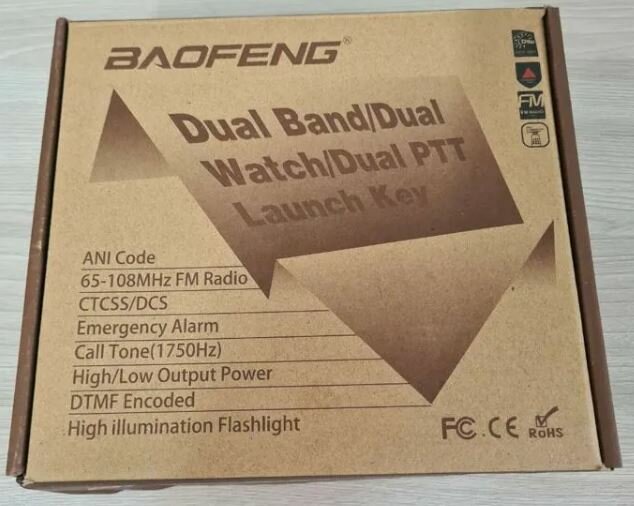 BAOFENG®
Dual Band/Dual
Watch/Dual PTT
Launch Key
FM
ANI Code
65-108MHz FM Radio
CTCSS/DCS
Emergency Alarm
Call Tone(1750Hz)
High/Low Output Power
DTMF Encoded
High illumination Flashlight
FC CE RoHS